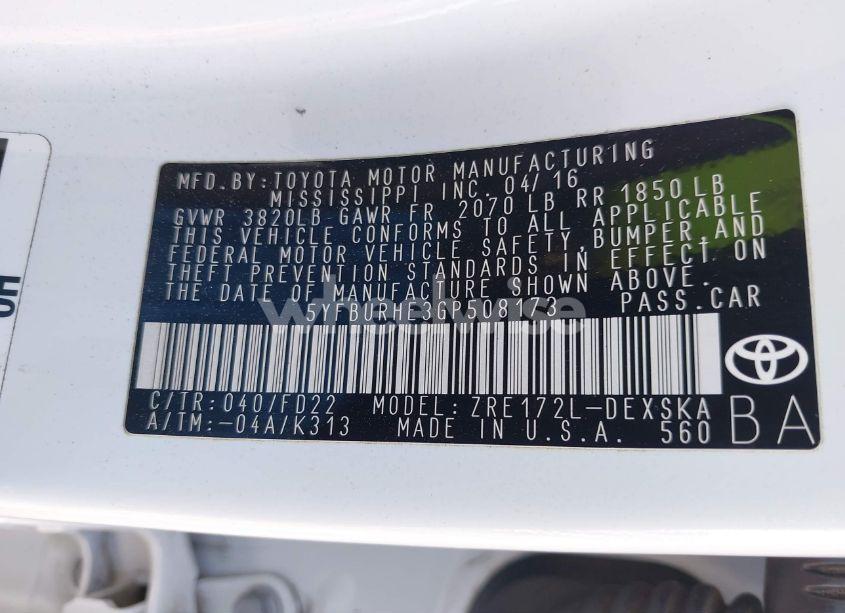 MFD.BY:TOYOTA MOTOR MANUFACTURING
MISSISSIPPI INC. 04/16
GVWR 3820LB GAWR FR 2070 LB RR 1850 LB
THIS VEHICLE CONFORMS TO ALL APPLICABLE
FEDERAL MOTOR VEHICLE SAFETY,BUMPER AND
THEFT PREVENTION STANDARDS IN EFFECT ON
THE DATE OF MANUFACTURE SHOWN ABOVE.
PASS.CAR
wheelwise
C/TR: 040/FD22 MODEL: ZRE172L-DEXSKA
A/TM:-04A/K313 MADE IN U.S.A. 560
BA